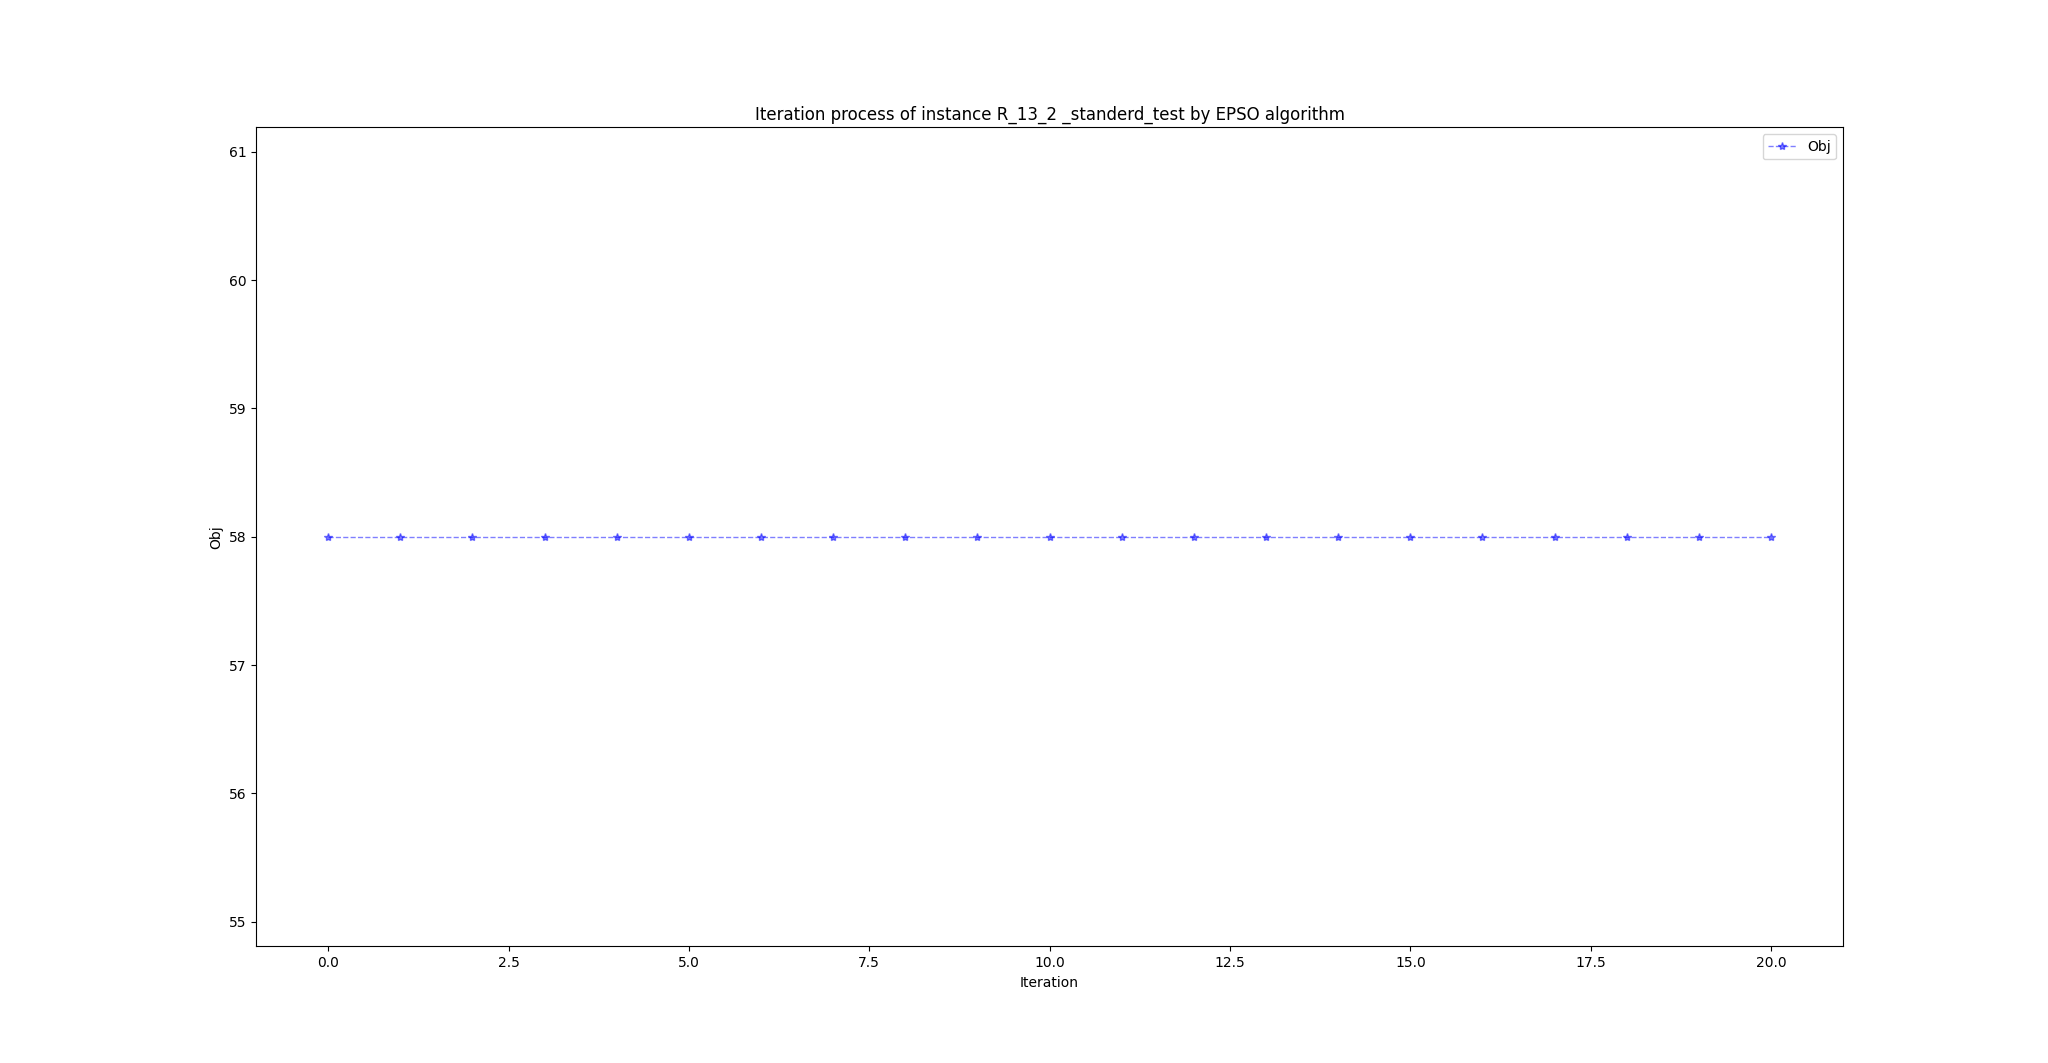 Iteration process of instance R_13_2 _standerd_test by EPSO algorithm
Obj
61
60
59
58
57
56
55
Obj
0.0 2.5 5.0 7.5 10.0 12.5 15.0 17.5 20.0
Iteration